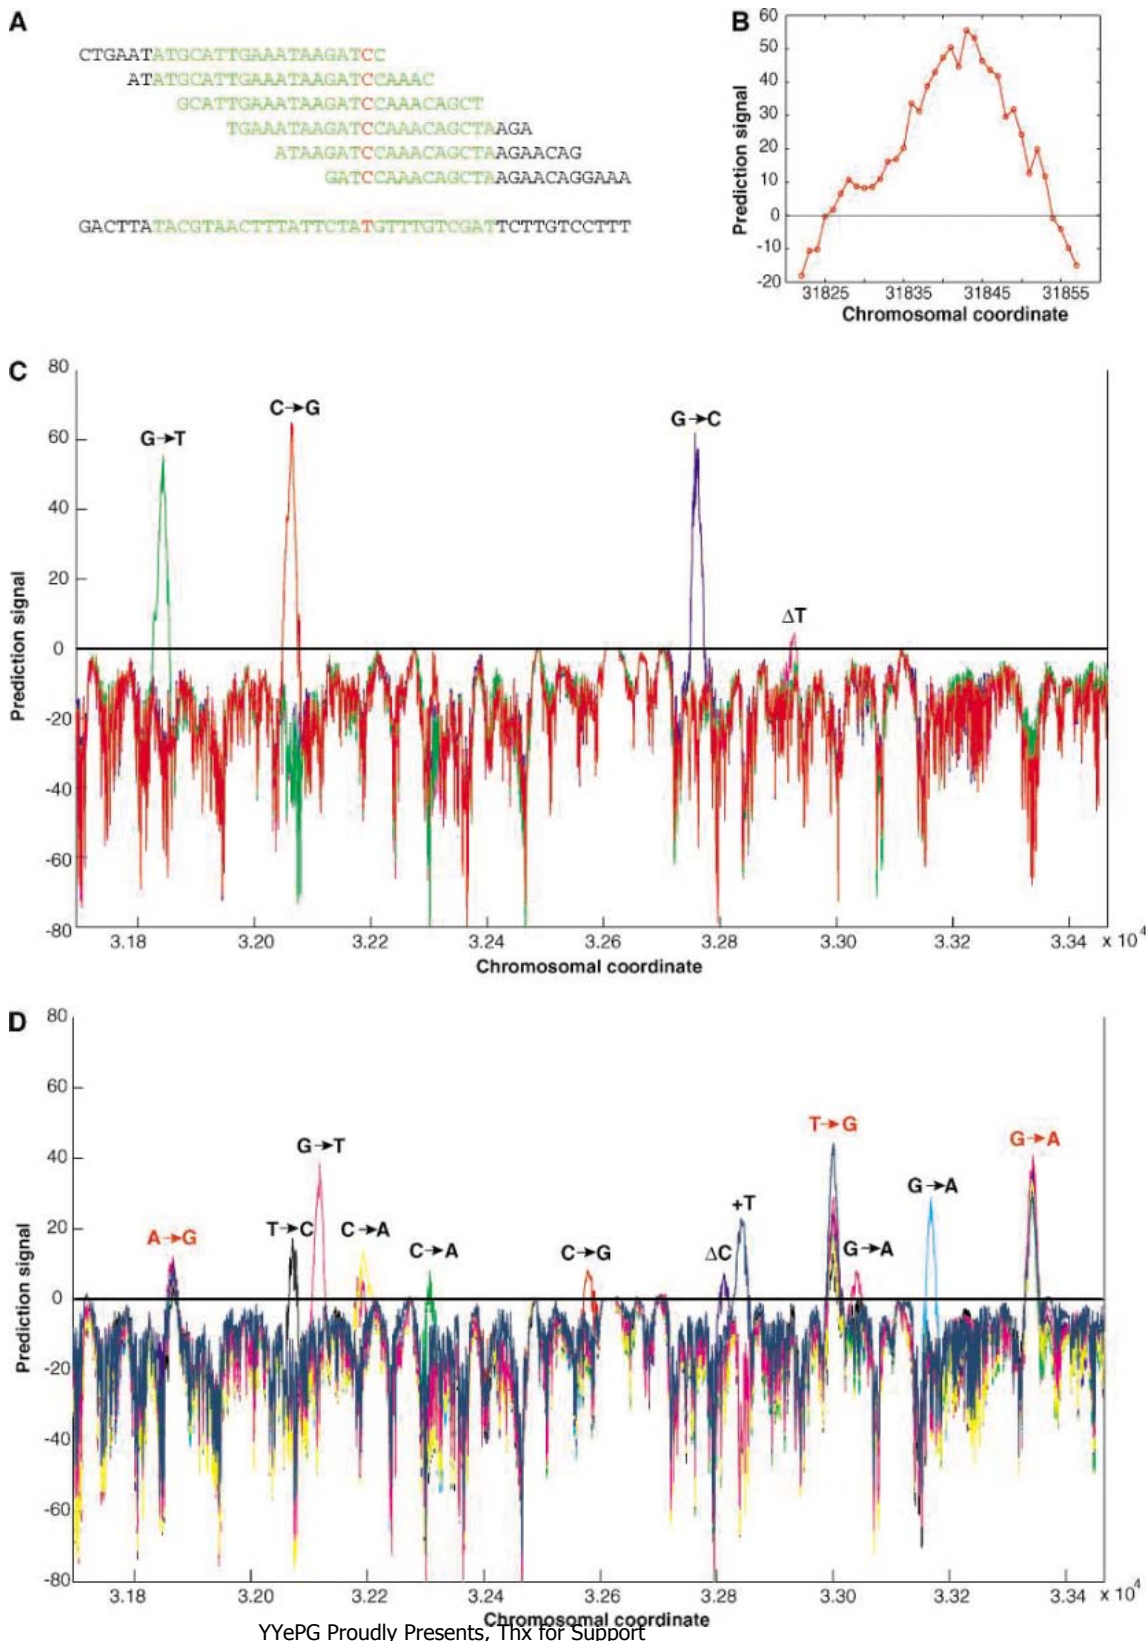 A
CTGAATATGCATTGAAATAAGATCC
ATATGCATTGAAATAAGATCCAAAC
GCATTGAAATAAGATCCAAACAGCT
TGAAATAAGATCCAAACAGCTAAGA
ATAAGATCCAAACAGCTAAGAACAG
GATCCAAACAGCTAAGAACAGGAAA
GACTTATACGTAACTTTATTCTATGTTTGTCGATTCTTGTCCTTT
B
Prediction signal
60
50
40
30
20
10
0
-10
-20
31825 31835 31845 31855
Chromosomal coordinate
C
Prediction signal
80
60
40
20
0
-20
-40
-60
-80
G→T
C→G
G→C
ΔT
3.18 3.20 3.22 3.24 3.26 3.28 3.30 3.32 3.34 x 10⁴
Chromosomal coordinate
D
Prediction signal
80
60
40
20
0
-20
-40
-60
-80
A→G
T→C
G→T
C→A
C→A
C→G
ΔC
+T
T→G
G→A
G→A
G→A
3.18 3.20 3.22 3.24 3.26 3.28 3.30 3.32 3.34 x 10⁴
Chromosomal coordinate
YYePG Proudly Presents, Thx for Support